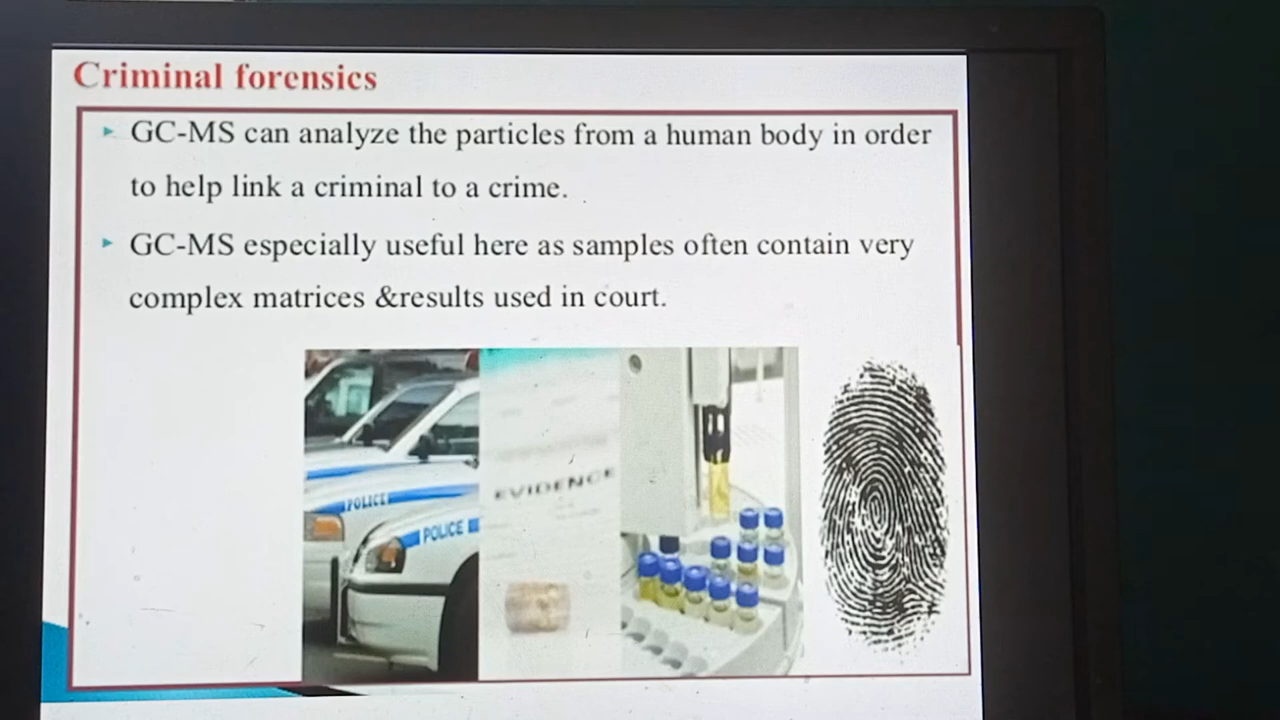 Criminal forensics
GC-MS can analyze the particles from a human body in order
to help link a criminal to a crime.
GC-MS especially useful here as samples often contain very
complex matrices &results used in court.
POLICE
POLICE
EVIDENCE